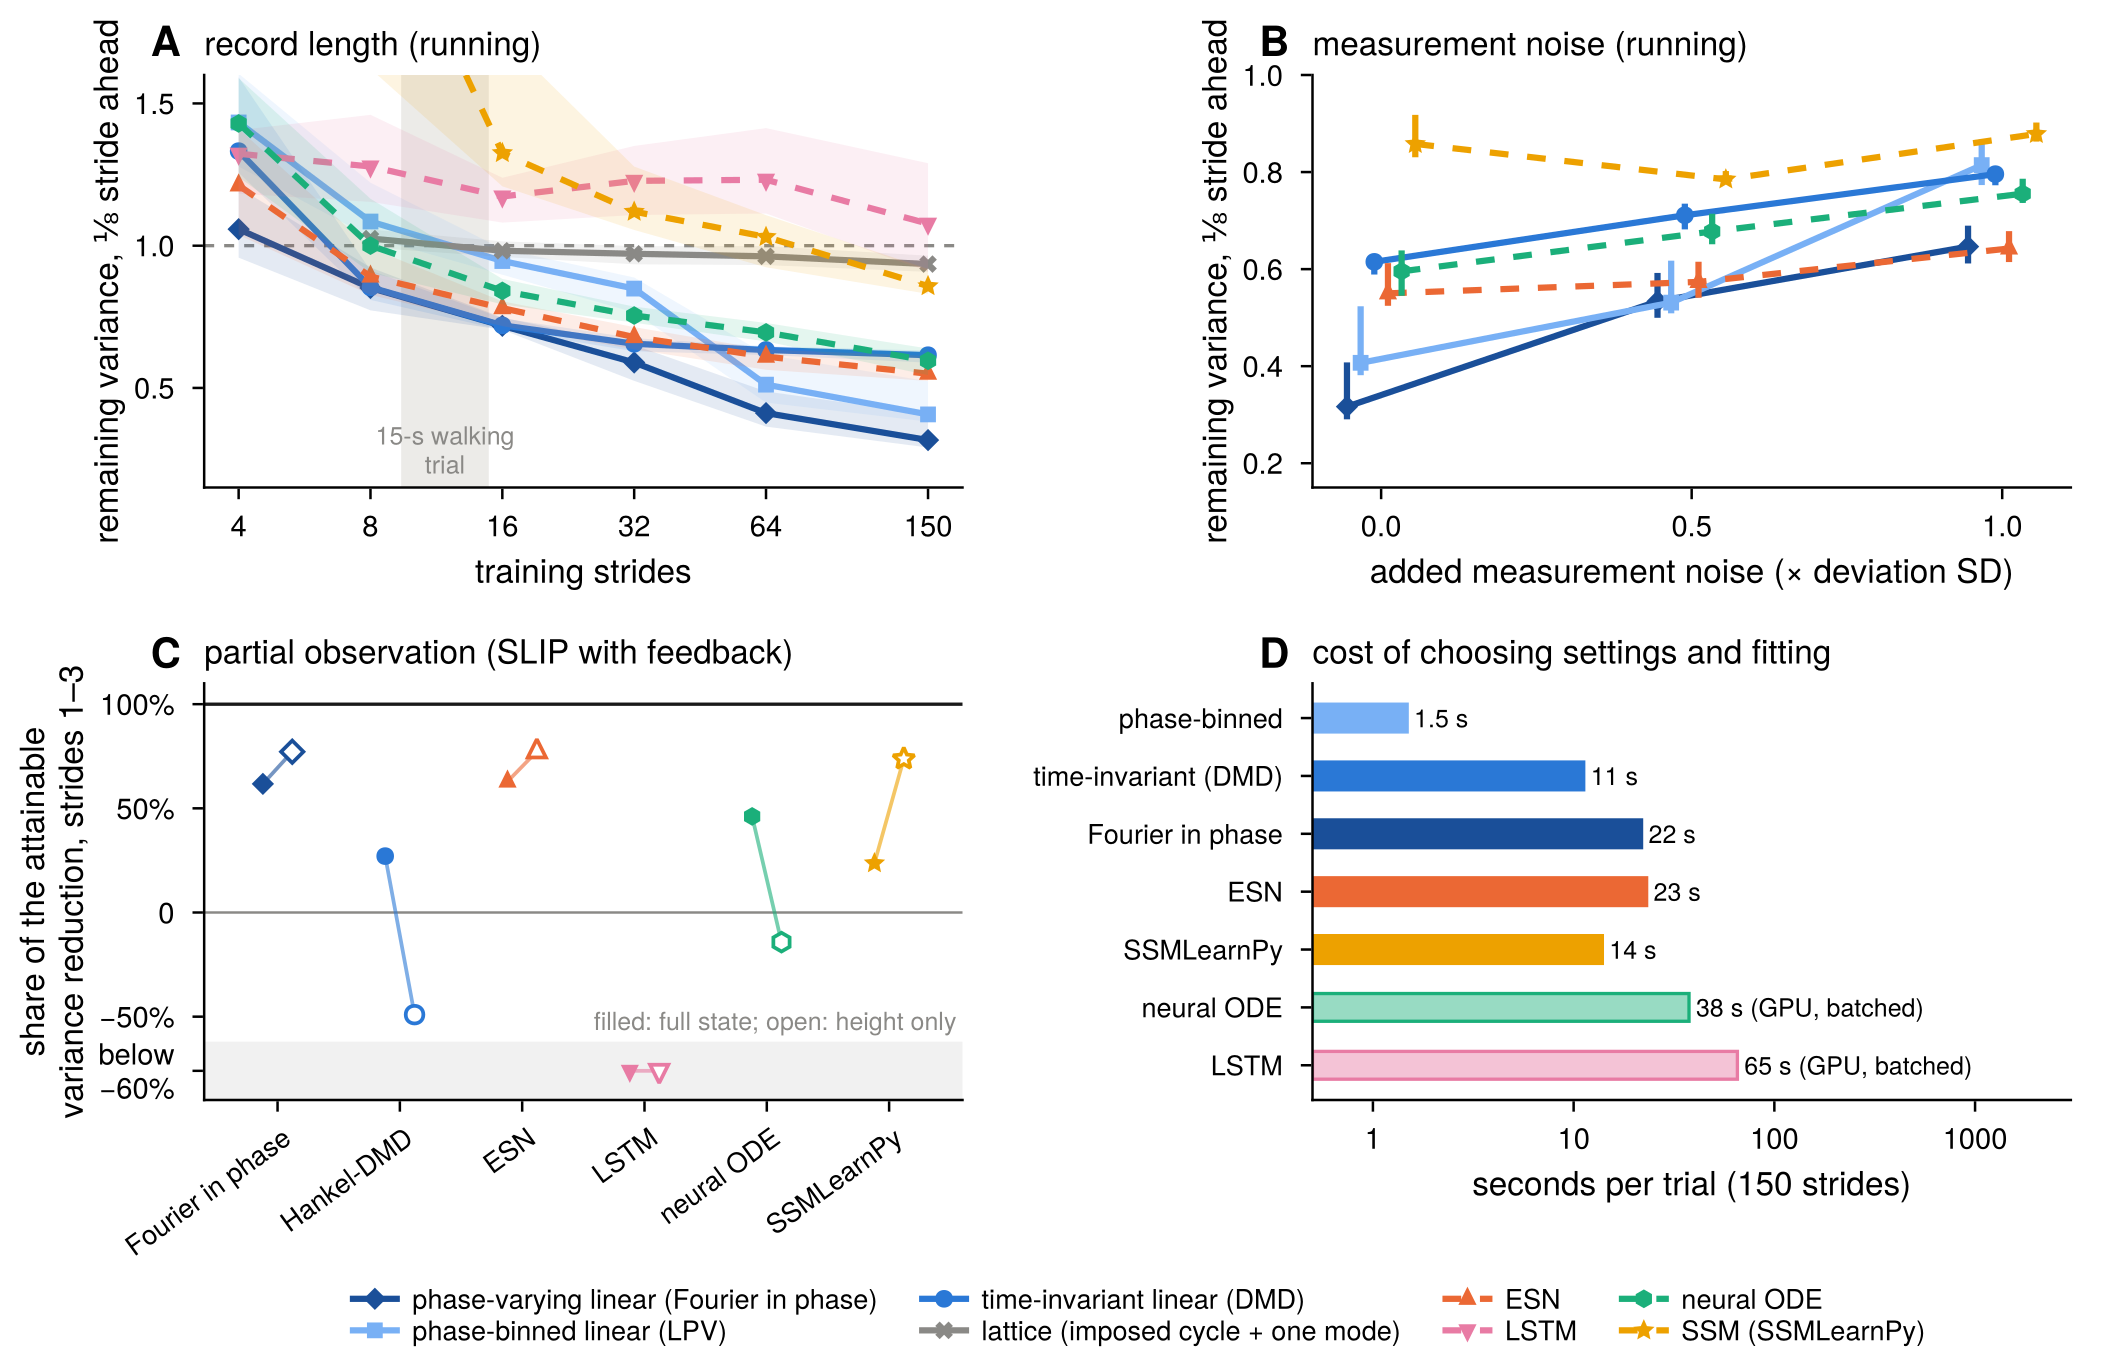 A record length (running)
remaining variance, ⅛ stride ahead
1.5
1.0
0.5
15-s walking
trial
4 8 16 32 64 150
training strides
B measurement noise (running)
remaining variance, ⅛ stride ahead
1.0
0.8
0.6
0.4
0.2
0.0 0.5 1.0
added measurement noise (× deviation SD)
C partial observation (SLIP with feedback)
share of the attainable
variance reduction, strides 1–3
100%
50%
0
−50%
below
−60%
filled: full state; open: height only
Fourier in phase
Hankel-DMD
ESN
LSTM
neural ODE
SSMLearnPy
D cost of choosing settings and fitting
phase-binned 1.5 s
time-invariant (DMD) 11 s
Fourier in phase 22 s
ESN 23 s
SSMLearnPy 14 s
neural ODE 38 s (GPU, batched)
LSTM 65 s (GPU, batched)
1 10 100 1000
seconds per trial (150 strides)
phase-varying linear (Fourier in phase) time-invariant linear (DMD) ESN neural ODE
phase-binned linear (LPV) lattice (imposed cycle + one mode) LSTM SSM (SSMLearnPy)